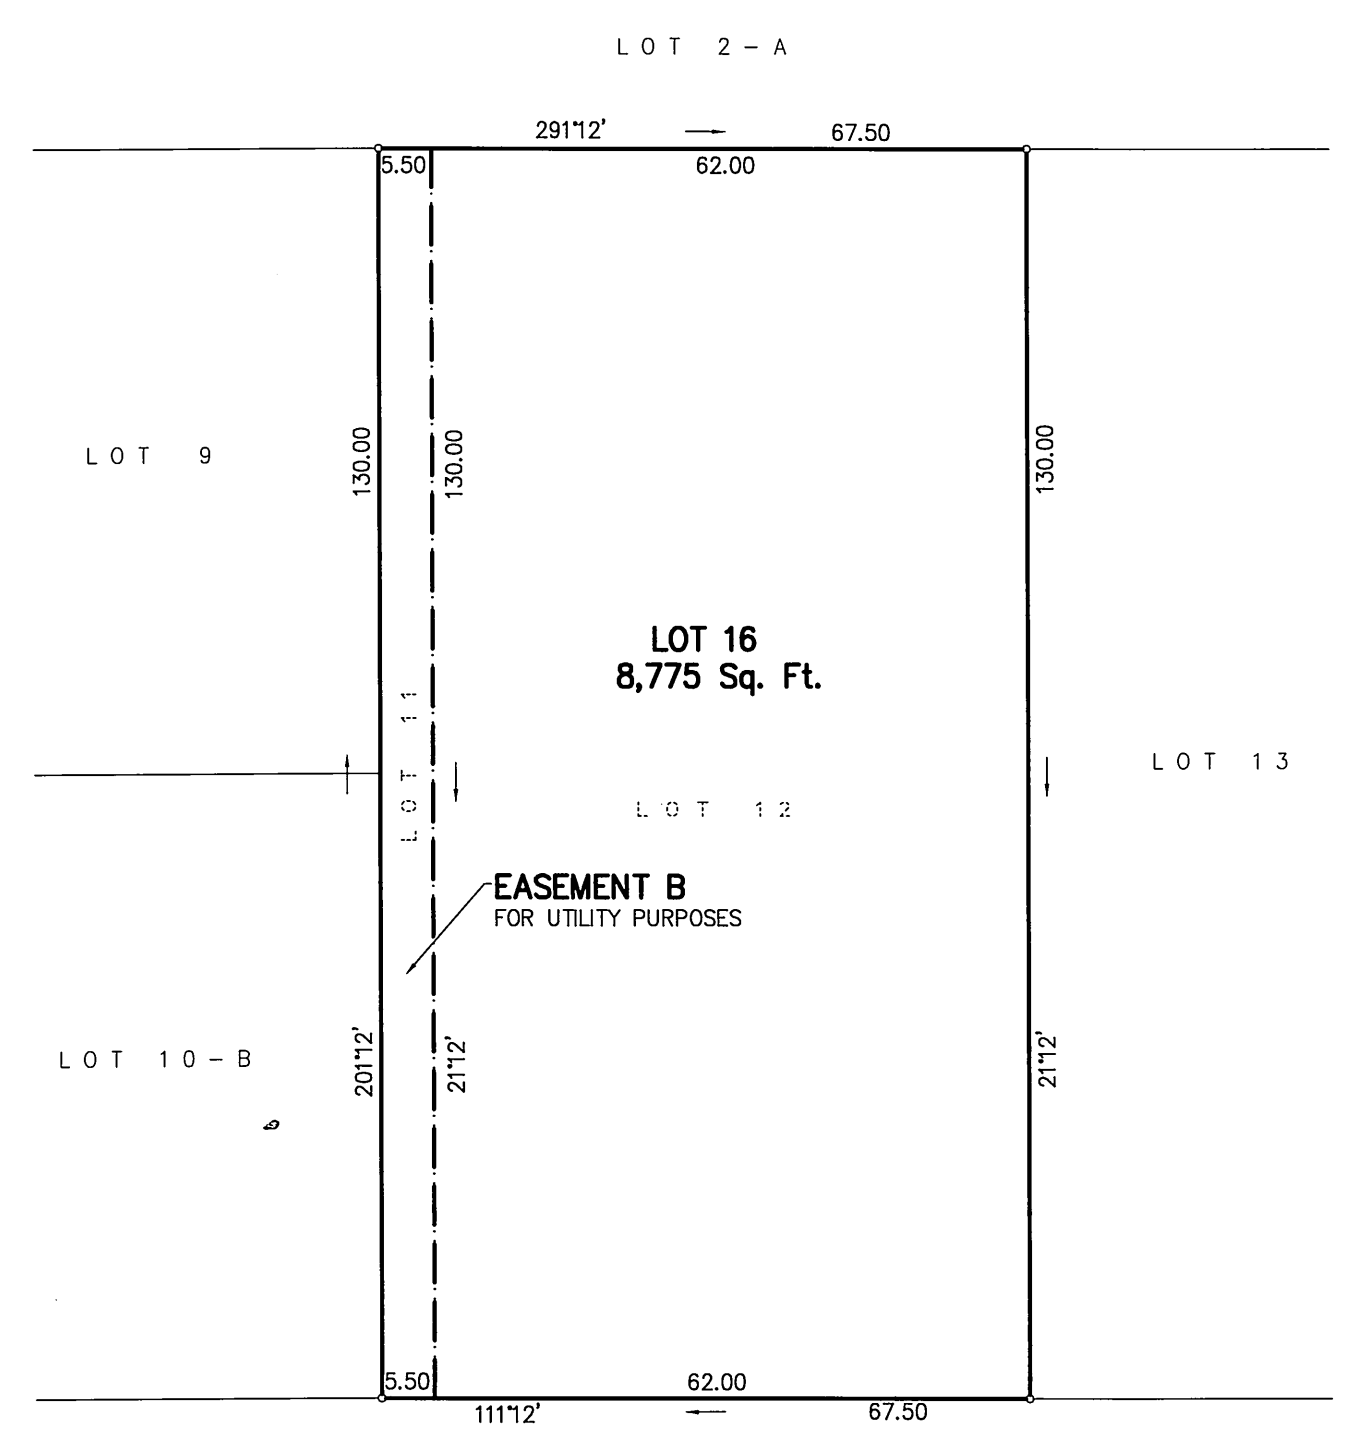 LOT 2-A
291°12' 67.50
5.50 62.00
130.00
130.00
130.00
LOT 9
LOT 16
8,775 Sq. Ft.
LOT 11
LOT 12
LOT 13
EASEMENT B
FOR UTILITY PURPOSES
LOT 10-B
201°12'
21°12'
21°12'
5.50 62.00
111°12' 67.50